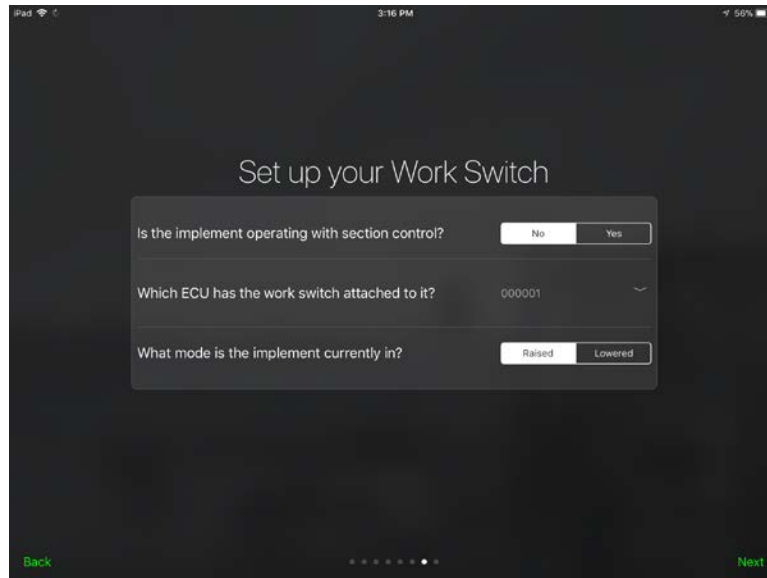 iPad 3:16 PM 56%
Set up your Work Switch
Is the implement operating with section control? No Yes
Which ECU has the work switch attached to it? 000001
What mode is the implement currently in? Raised Lowered
Back Next